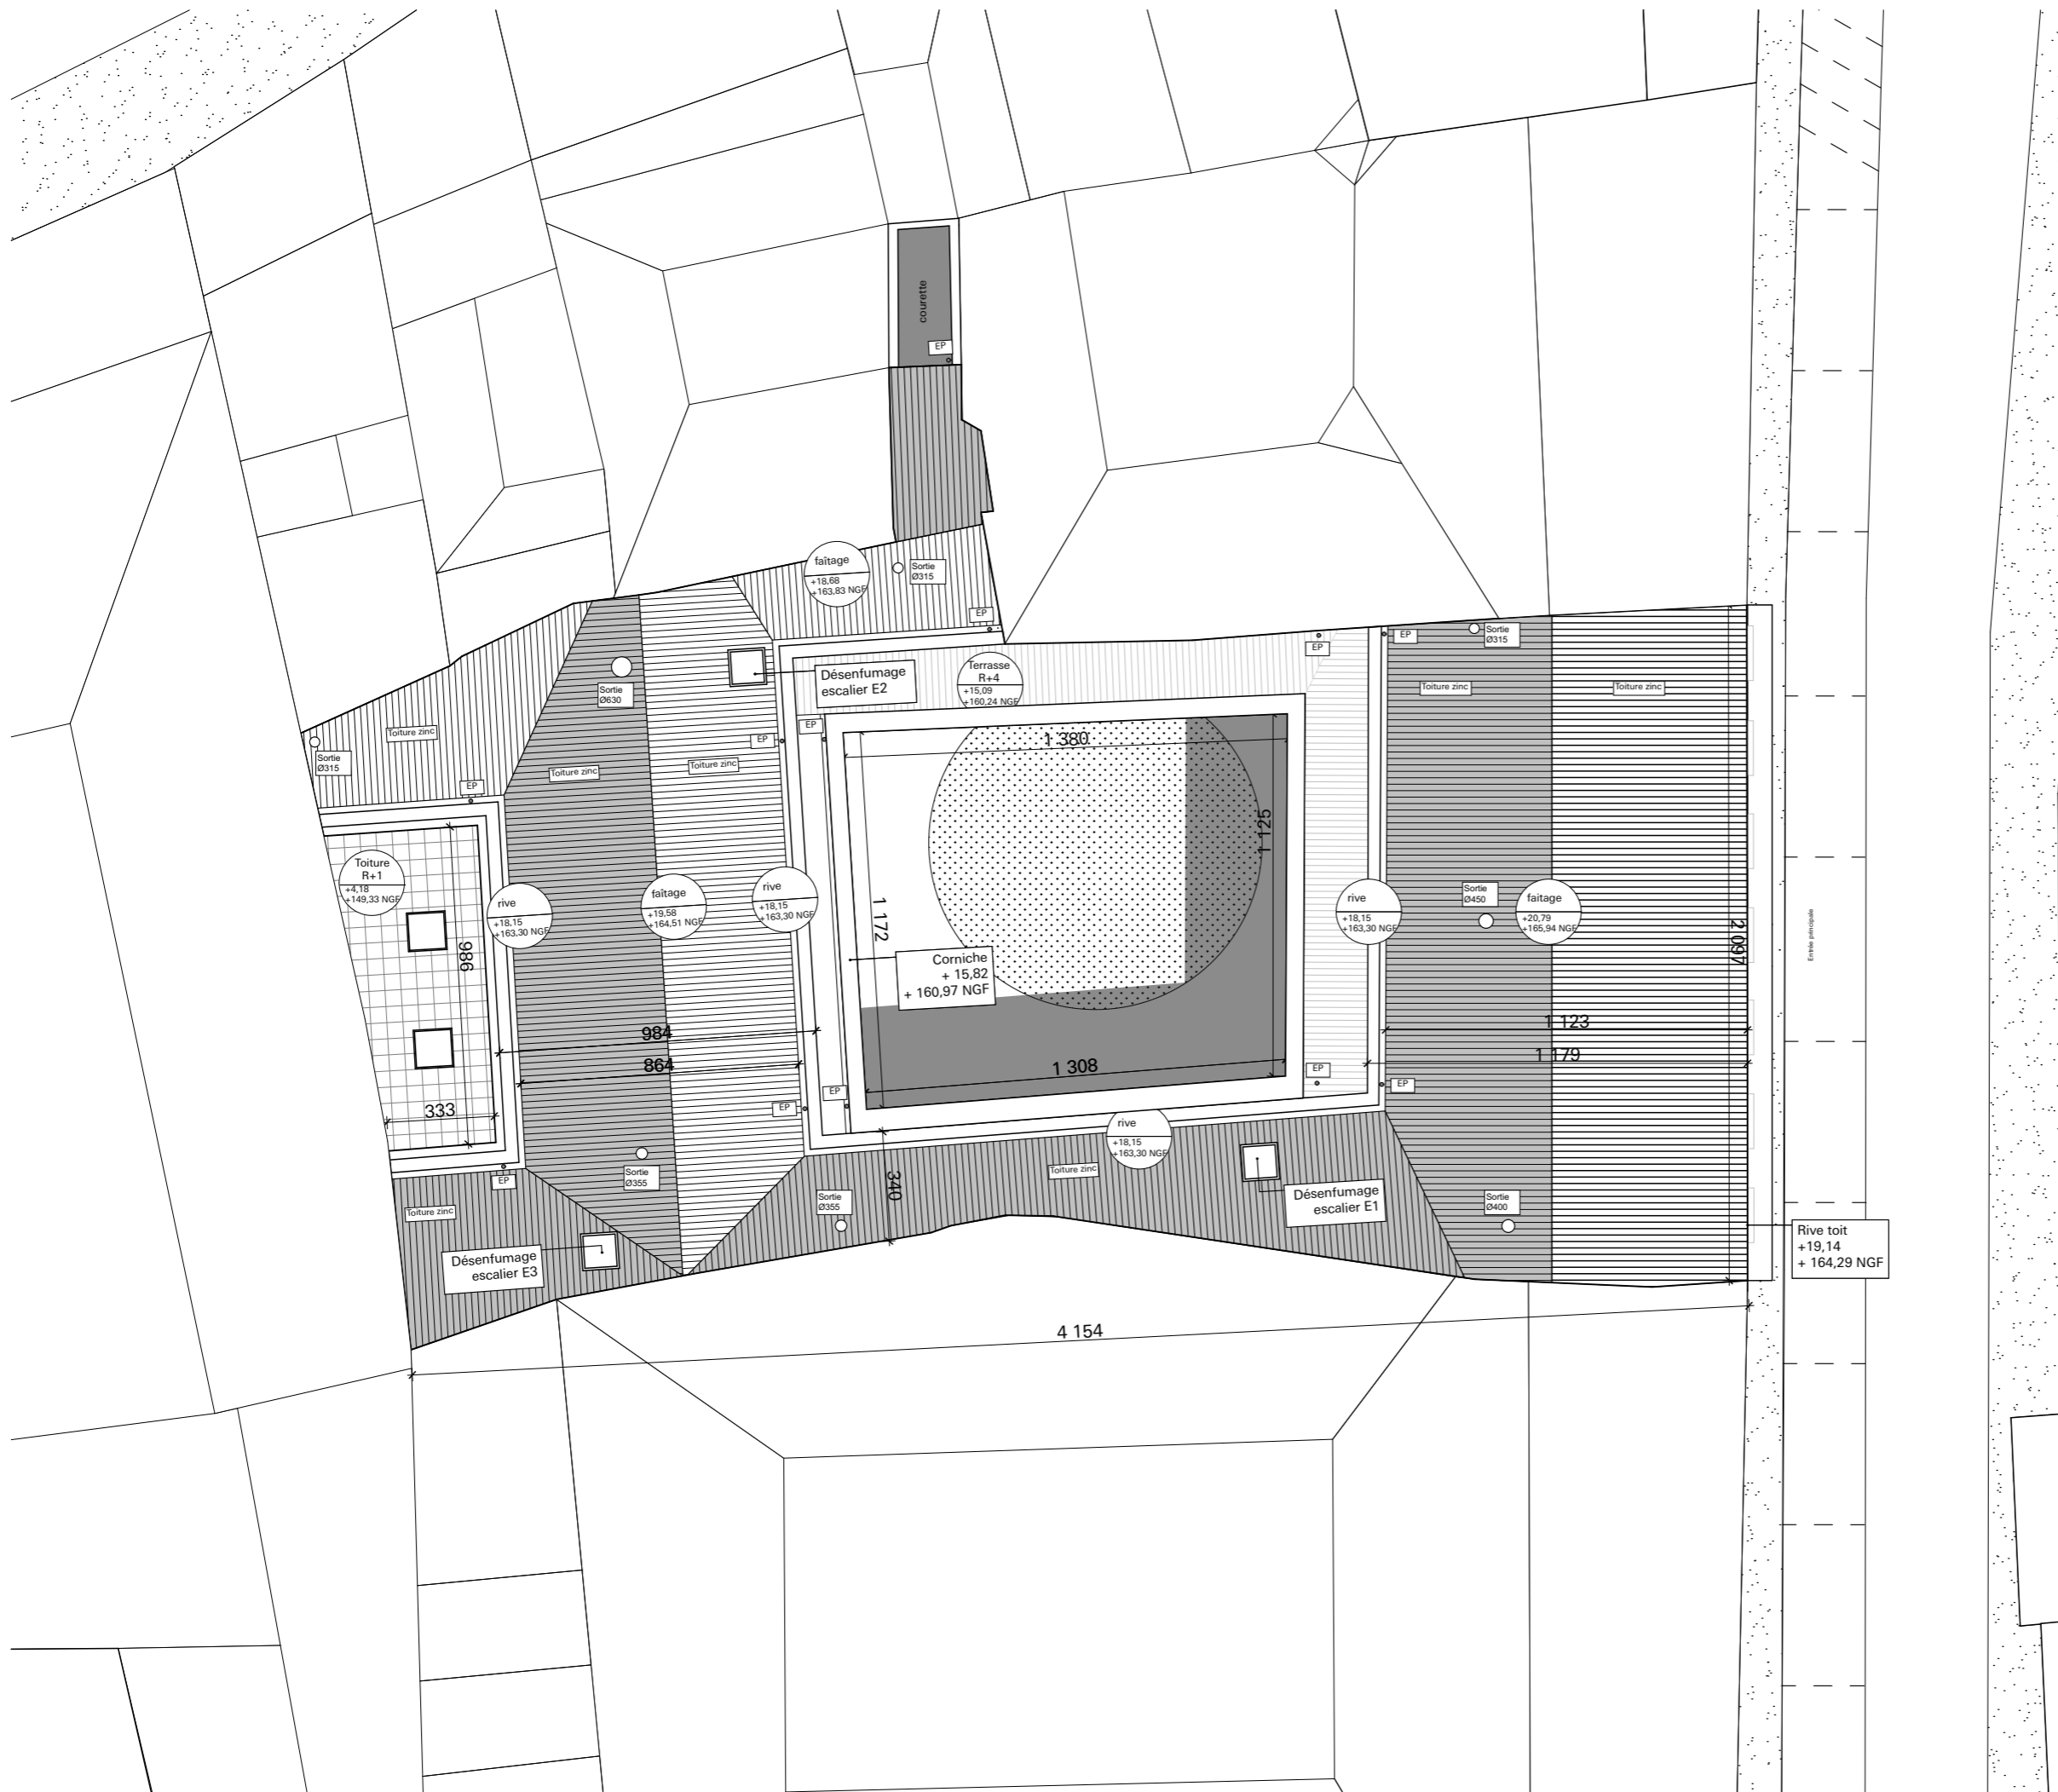 courette
EP
faîtage
+18,68
+163,83 NGF
Sortie
Ø315
EP
EP
EP
Sortie
Ø315
Terrasse
R+4
+15,09
+160,24 NGF
Désenfumage
escalier E2
Sortie
Ø630
Toiture zinc
Toiture zinc
Toiture zinc
Sortie
Ø315
EP
EP
EP
1 380
Toiture zinc
Toiture zinc
1 125
Toiture
R+1
+4,18
+149,33 NGF
rive
+18,15
+163,30 NGF
faîtage
+19,58
+164,51 NGF
rive
+18,15
+163,30 NGF
rive
+18,15
+163,30 NGF
Sortie
Ø450
faitage
+20,79
+165,94 NGF
2 097
Entrée principale
986
1 172
Corniche
+ 15,82
+ 160,97 NGF
984
864
1 123
1 179
1 308
333
EP
EP
EP
EP
rive
+18,15
+163,30 NGF
EP
Toiture zinc
Sortie
Ø355
340
Toiture zinc
Sortie
Ø355
Désenfumage
escalier E1
Sortie
Ø400
Désenfumage
escalier E3
Rive toit
+19,14
+ 164,29 NGF
4 154